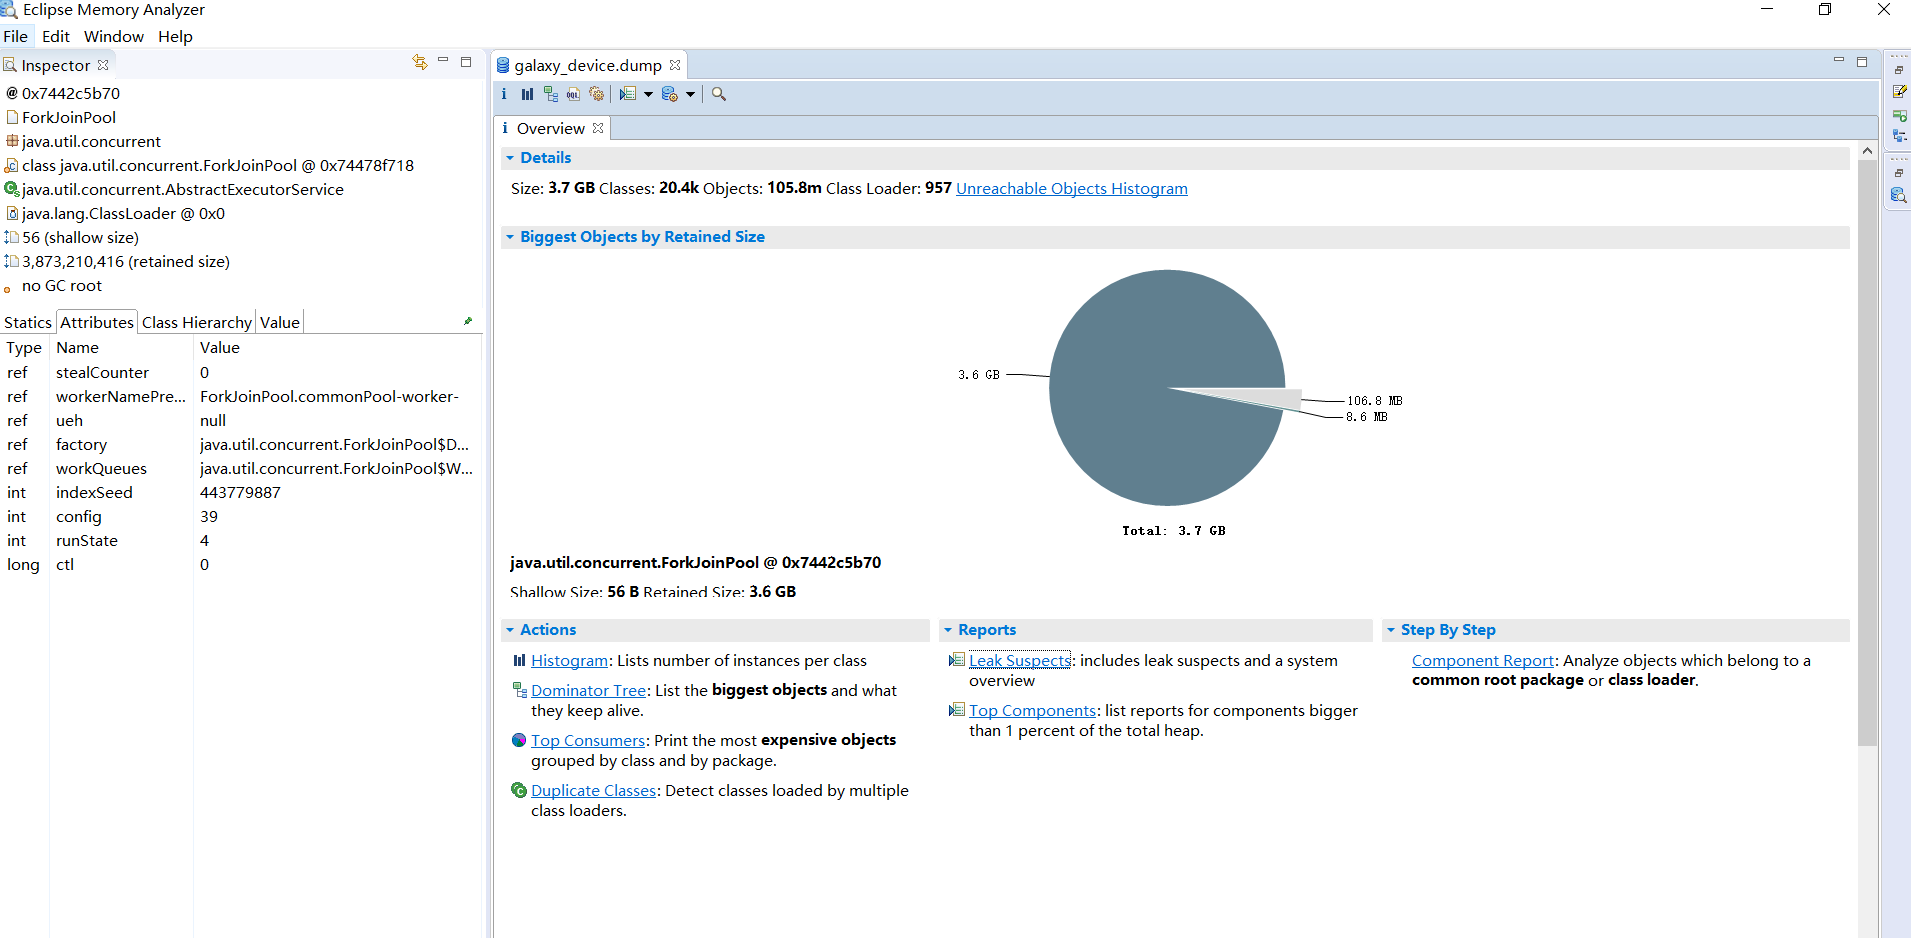 Eclipse Memory Analyzer
File Edit Window Help
Inspector
@ 0x7442c5b70
ForkJoinPool
java.util.concurrent
class java.util.concurrent.ForkJoinPool @ 0x74478f718
java.util.concurrent.AbstractExecutorService
java.lang.ClassLoader @ 0x0
56 (shallow size)
3,873,210,416 (retained size)
no GC root
Statics Attributes Class Hierarchy Value
Type Name Value
ref stealCounter 0
ref workerNamePre... ForkJoinPool.commonPool-worker-
ref ueh null
ref factory java.util.concurrent.ForkJoinPool$D...
ref workQueues java.util.concurrent.ForkJoinPool$W...
int indexSeed 443779887
int config 39
int runState 4
long ctl 0
galaxy_device.dump
i OQL
i Overview
Details
Size: 3.7 GB Classes: 20.4k Objects: 105.8m Class Loader: 957 Unreachable Objects Histogram
Biggest Objects by Retained Size
3.6 GB
106.8 MB
8.6 MB
Total: 3.7 GB
java.util.concurrent.ForkJoinPool @ 0x7442c5b70
Shallow Size: 56 B Retained Size: 3.6 GB
Actions
Histogram: Lists number of instances per class
Dominator Tree: List the biggest objects and what
they keep alive.
Top Consumers: Print the most expensive objects
grouped by class and by package.
Duplicate Classes: Detect classes loaded by multiple
class loaders.
Reports
Leak Suspects: includes leak suspects and a system
overview
Top Components: list reports for components bigger
than 1 percent of the total heap.
Step By Step
Component Report: Analyze objects which belong to a
common root package or class loader.